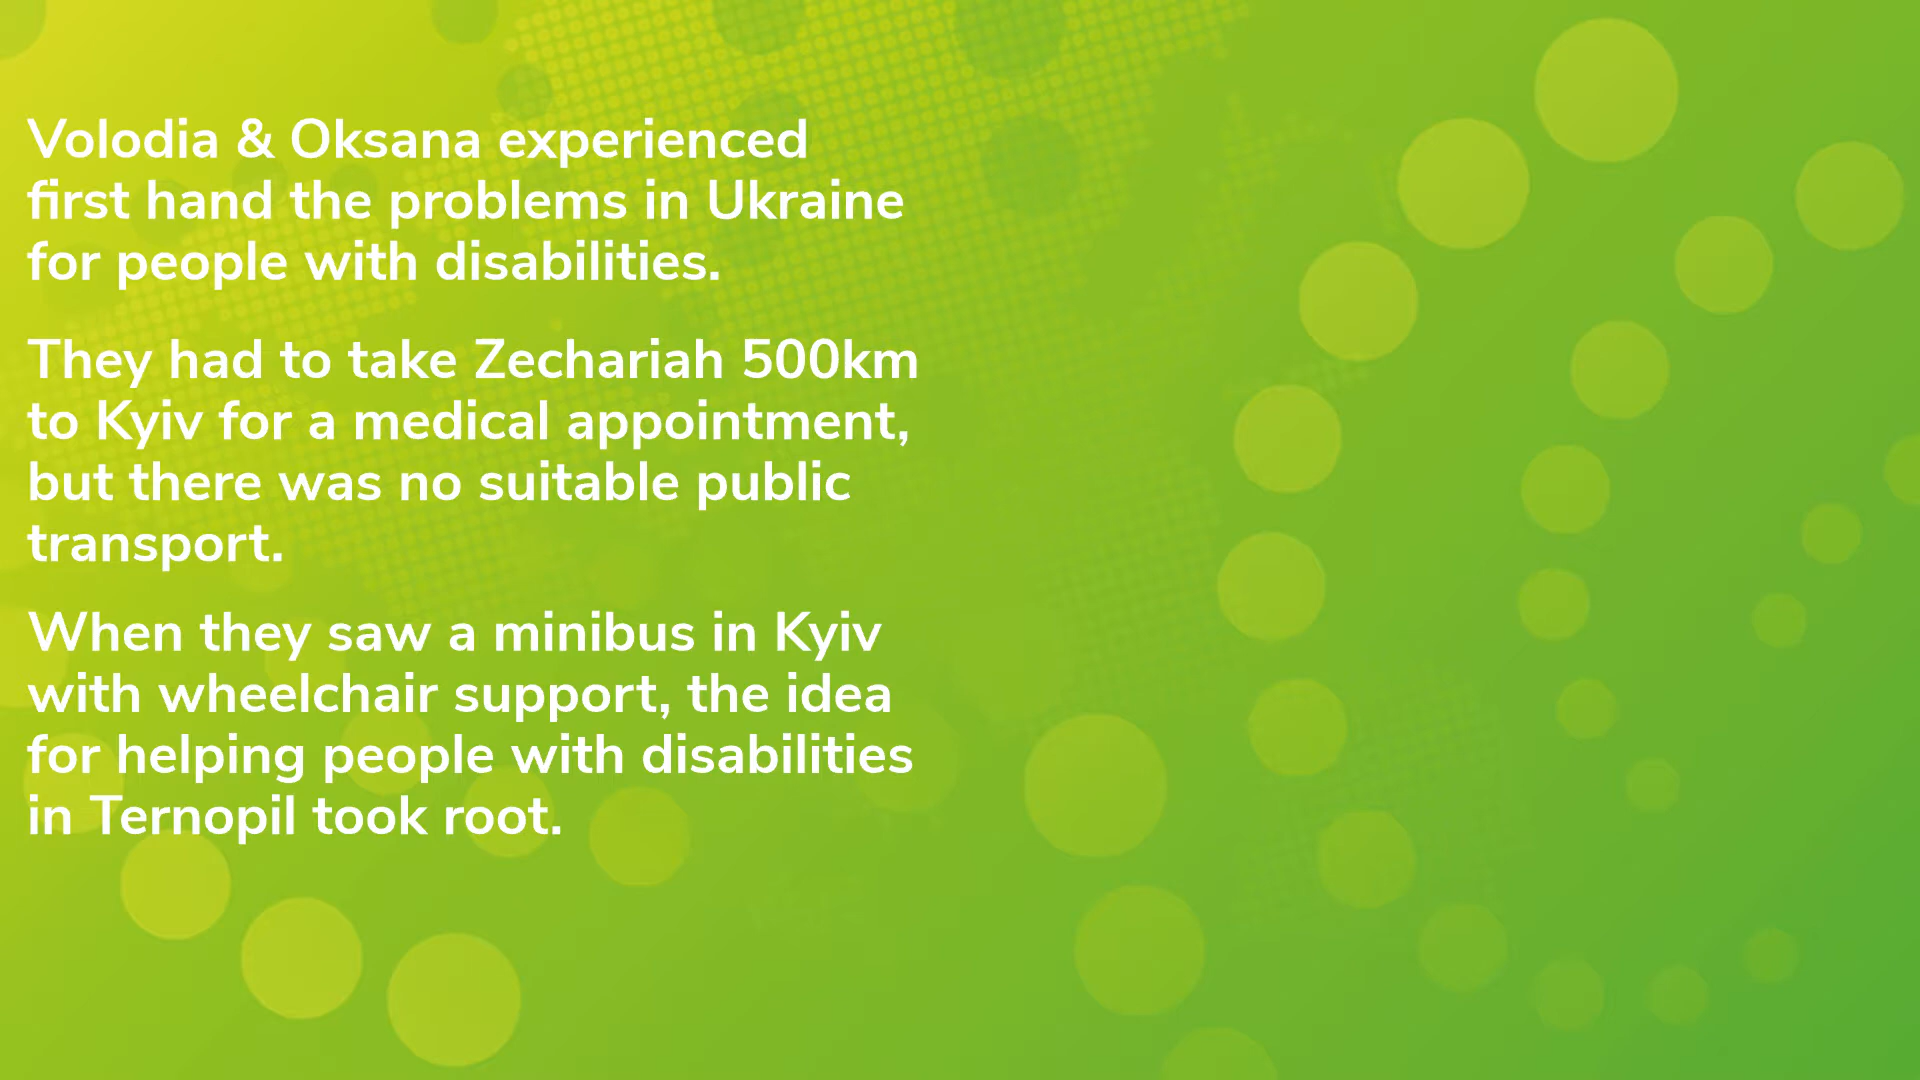 Volodia & Oksana experienced
first hand the problems in Ukraine
for people with disabilities.
They had to take Zechariah 500km
to Kyiv for a medical appointment,
but there was no suitable public
transport.
When they saw a minibus in Kyiv
with wheelchair support, the idea
for helping people with disabilities
in Ternopil took root.